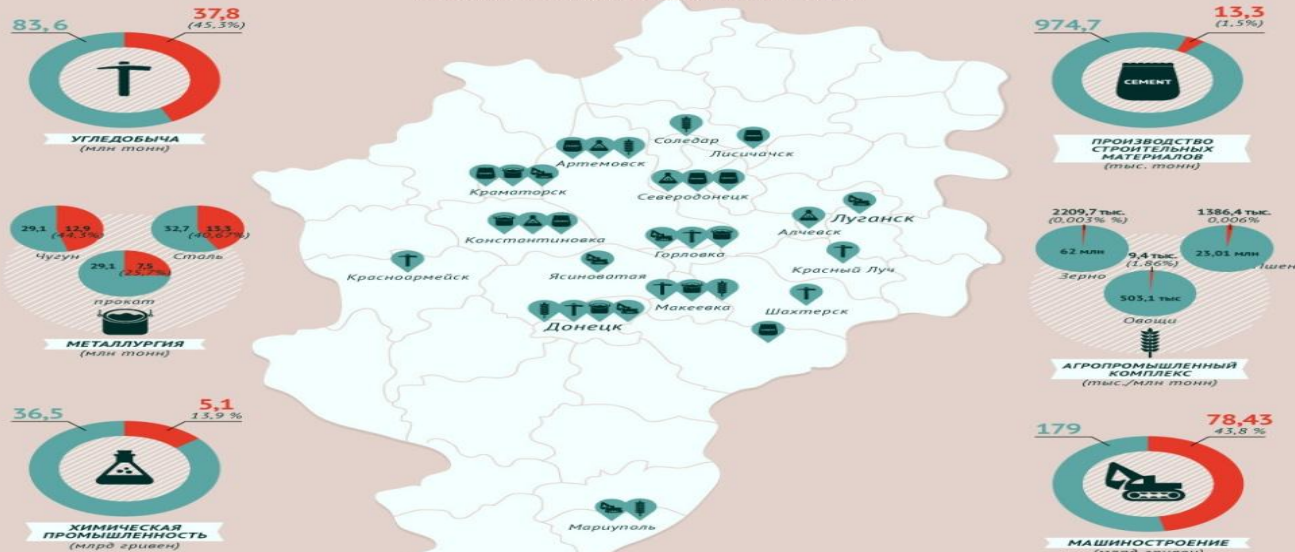 83,6
37,8
(45,3%)
УГЛЕДОБЫЧА
(млн тонн)
29,1
12,9
(44,3%)
Чугун
32,7
13,3
(40,67%)
Сталь
29,1
7,5
(25,7%)
прокат
МЕТАЛЛУРГИЯ
(млн тонн)
36,5
5,1
13,9 %
ХИМИЧЕСКАЯ
ПРОМЫШЛЕННОСТЬ
(млрд гривен)
Соледар
Лисичанск
Артемовск
Краматорск
Северодонецк
Луганск
Алчевск
Константиновка
Горловка
Красный Луч
Красноармейск
Ясиноватая
Макеевка
Шахтерск
Донецк
Мариуполь
974,7
13,3
(1.5%)
CEMENT
ПРОИЗВОДСТВО
СТРОИТЕЛЬНЫХ
МАТЕРИАЛОВ
(тыс. тонн)
2209,7 тыс.
(0,003% %)
62 млн
Зерно
1386,4 тыс.
0,006%
23,01 млн
9,4 тыс.
(1.86%)
503,1 тыс
Овощи
АГРОПРОМЫШЛЕННЫЙ
КОМПЛЕКС
(тыс./млн тонн)
179
78,43
43,8 %
МАШИНОСТРОЕНИЕ